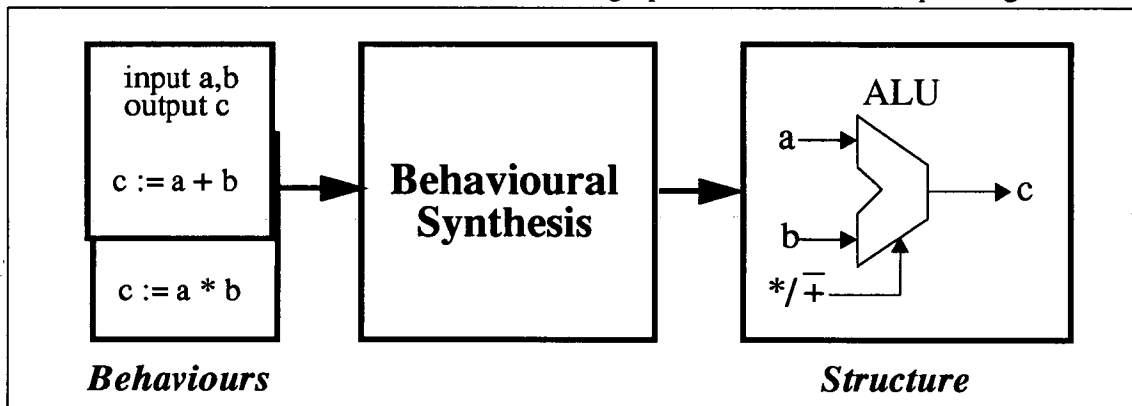 input a,b
output c
c := a + b
c := a * b
Behaviours
Behavioural
Synthesis
ALU
a
b
c
*/+̅
Structure